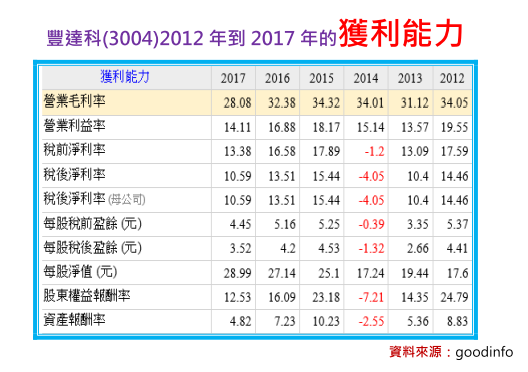 豐達科(3004)2012 年到 2017 年的獲利能力
獲利能力 2017 2016 2015 2014 2013 2012
營業毛利率 28.08 32.38 34.32 34.01 31.12 34.05
營業利益率 14.11 16.88 18.17 15.14 13.57 19.55
稅前淨利率 13.38 16.58 17.89 -1.2 13.09 17.59
稅後淨利率 10.59 13.51 15.44 -4.05 10.4 14.46
稅後淨利率 (母公司) 10.59 13.51 15.44 -4.05 10.4 14.46
每股稅前盈餘 (元) 4.45 5.16 5.25 -0.39 3.35 5.37
每股稅後盈餘 (元) 3.52 4.2 4.53 -1.32 2.66 4.41
每股淨值 (元) 28.99 27.14 25.1 17.24 19.44 17.6
股東權益報酬率 12.53 16.09 23.18 -7.21 14.35 24.79
資產報酬率 4.82 7.23 10.23 -2.55 5.36 8.83
資料來源：goodinfo